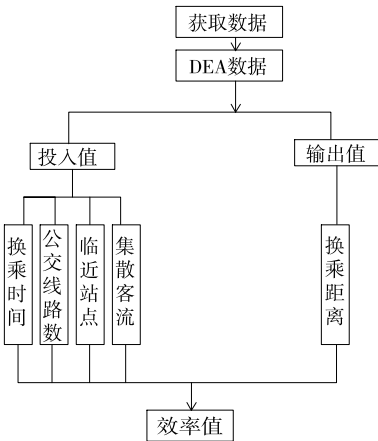 获取数据
DEA数据
投入值
输出值
换乘时间
公交线路数
临近站点
集散客流
换乘距离
效率值